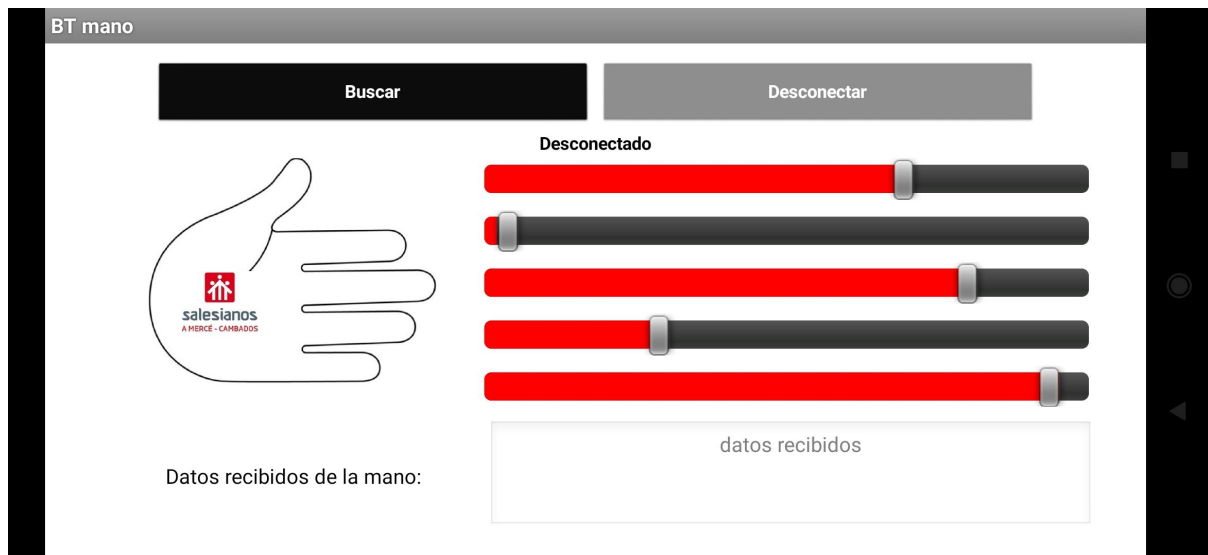 BT mano
Buscar
Desconectar
Desconectado
salesianos
A MERCÉ - CAMBADOS
Datos recibidos de la mano:
datos recibidos